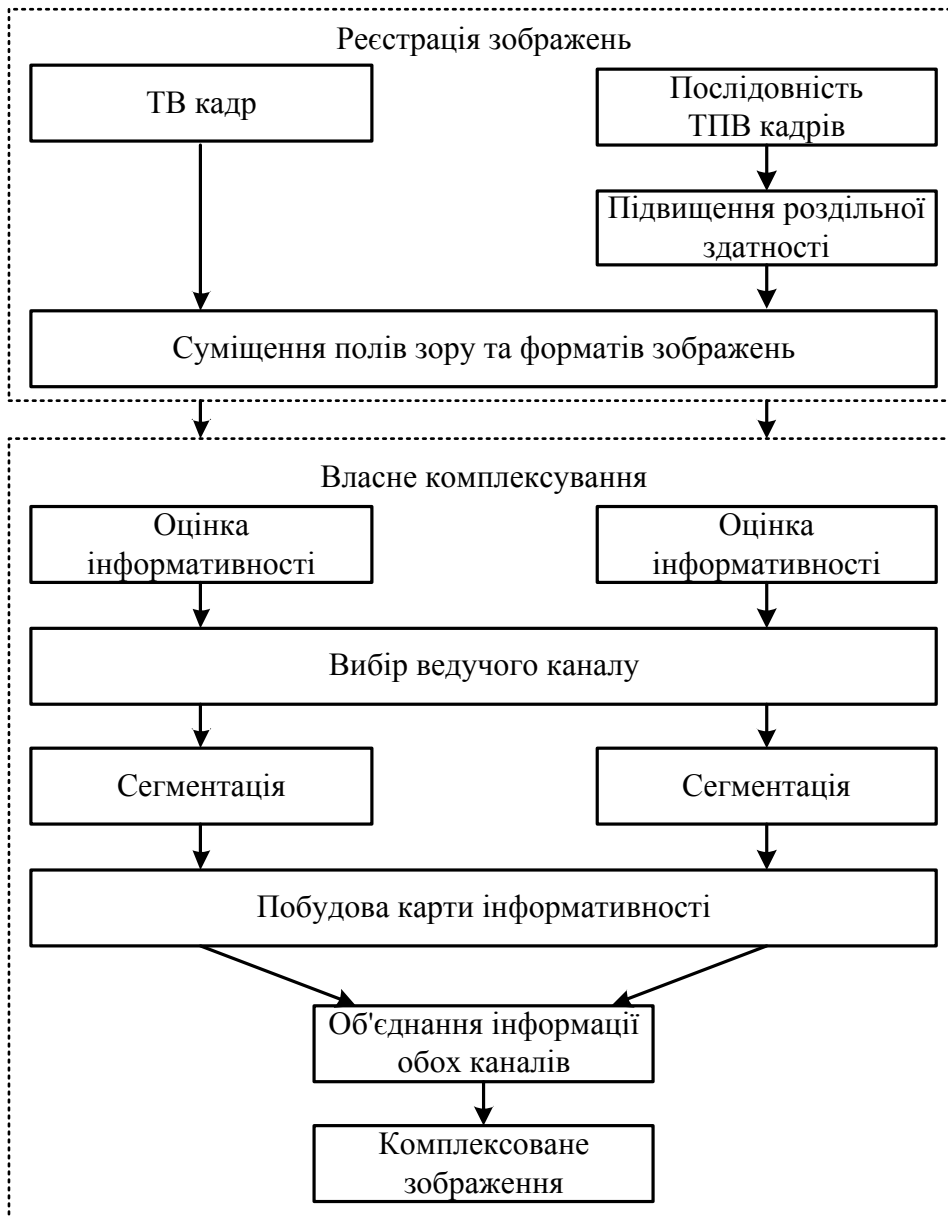 Реєстрація зображень
ТВ кадр
Послідовність
ТПВ кадрів
Підвищення роздільної
здатності
Суміщення полів зору та форматів зображень
Власне комплексування
Оцінка
інформативності
Оцінка
інформативності
Вибір ведучого каналу
Сегментація
Сегментація
Побудова карти інформативності
Об'єднання інформації
обох каналів
Комплексоване
зображення